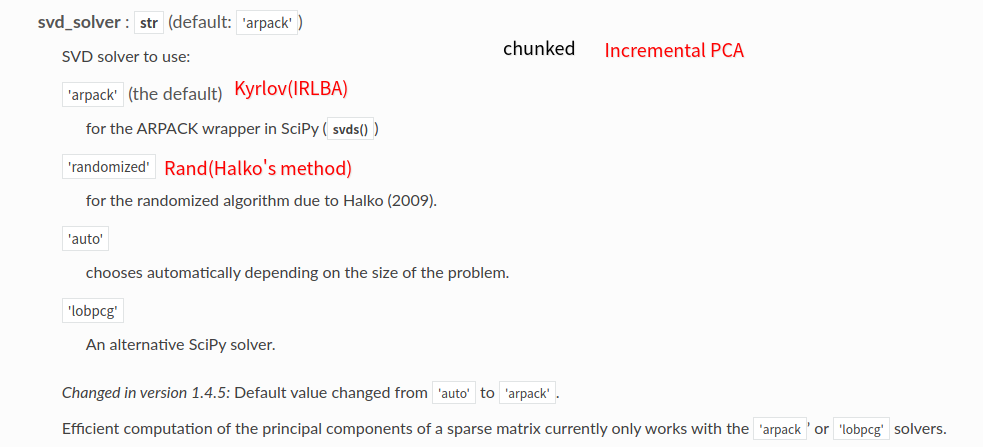 svd_solver : str (default: 'arpack')
SVD solver to use:
chunked Incremental PCA
'arpack' (the default) Kyrlov(IRLBA)
for the ARPACK wrapper in SciPy (svds())
'randomized' Rand(Halko's method)
for the randomized algorithm due to Halko (2009).
'auto'
chooses automatically depending on the size of the problem.
'lobpcg'
An alternative SciPy solver.
Changed in version 1.4.5: Default value changed from 'auto' to 'arpack'.
Efficient computation of the principal components of a sparse matrix currently only works with the 'arpack' or 'lobpcg' solvers.